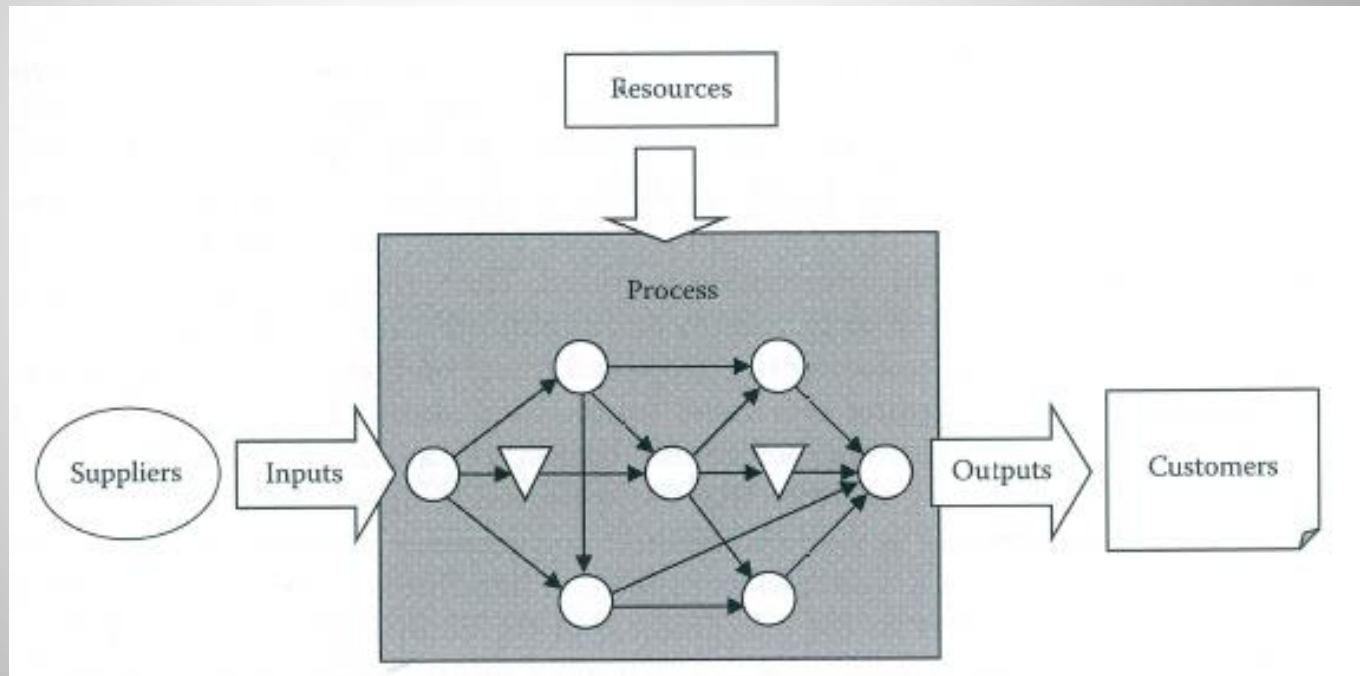 Resources
Process
Suppliers
Inputs
Outputs
Customers